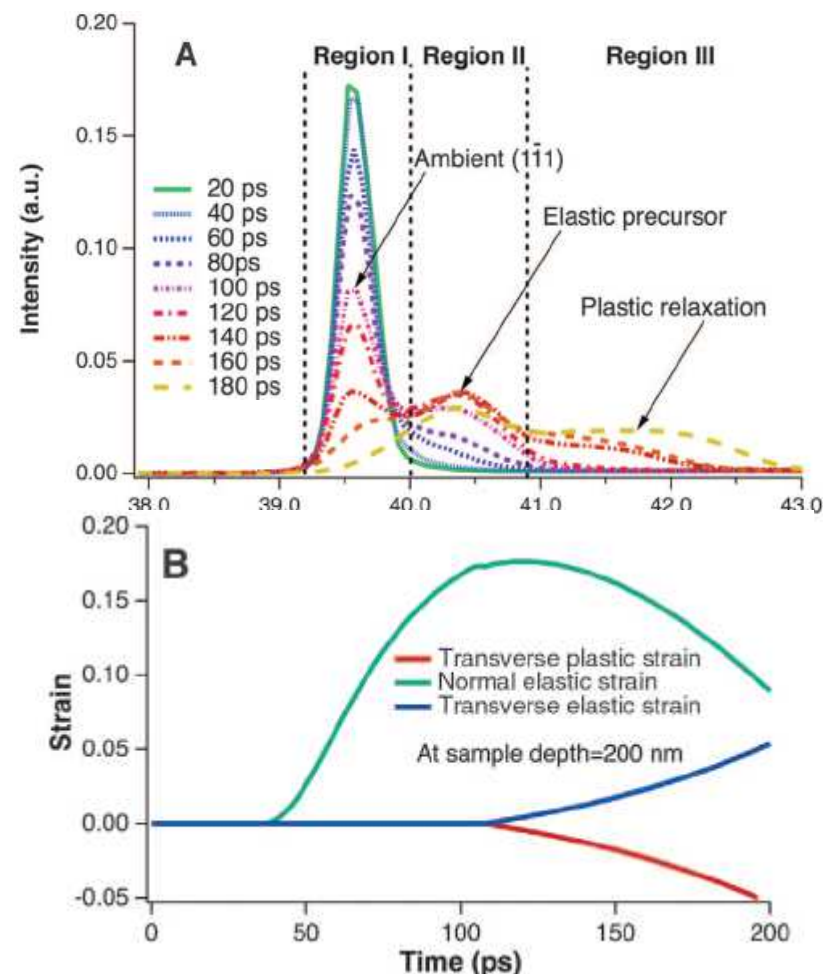 0.20
A
Region I
Region II
Region III
0.15
Ambient (11̅1)
20 ps
Elastic precursor
40 ps
60 ps
0.10
80ps
100 ps
Plastic relaxation
120 ps
140 ps
0.05
160 ps
180 ps
Intensity (a.u.)
0.00
38.0
39.0
40.0
41.0
42.0
43.0
0.20
B
0.15
Transverse plastic strain
0.10
Normal elastic strain
Transverse elastic strain
Strain
0.05
At sample depth=200 nm
0.00
-0.05
0
50
100
150
200
Time (ps)